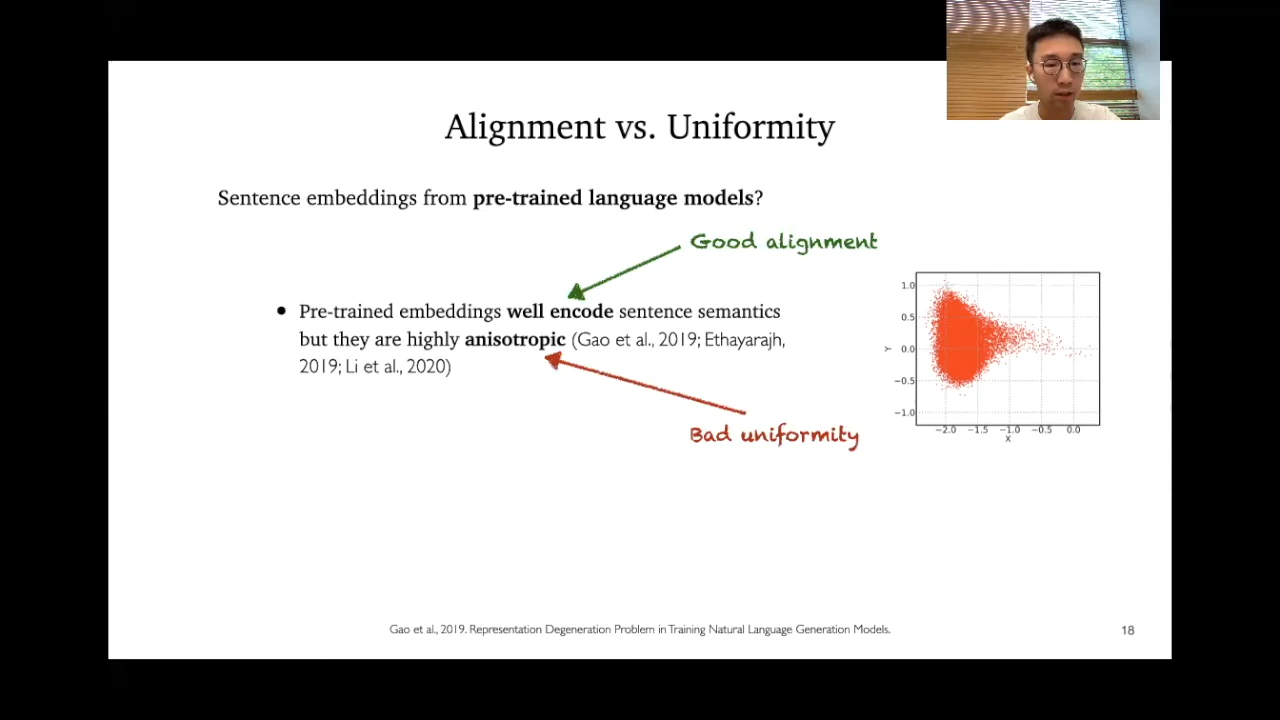 Alignment vs. Uniformity
Sentence embeddings from pre-trained language models?
Good alignment
• Pre-trained embeddings well encode sentence semantics
but they are highly anisotropic (Gao et al., 2019; Ethayarajh,
2019; Li et al., 2020)
Bad uniformity
1.0
0.5
0.0
−0.5
−1.0
Y
−2.0 −1.5 −1.0 −0.5 0.0
X
Gao et al., 2019. Representation Degeneration Problem in Training Natural Language Generation Models.
18